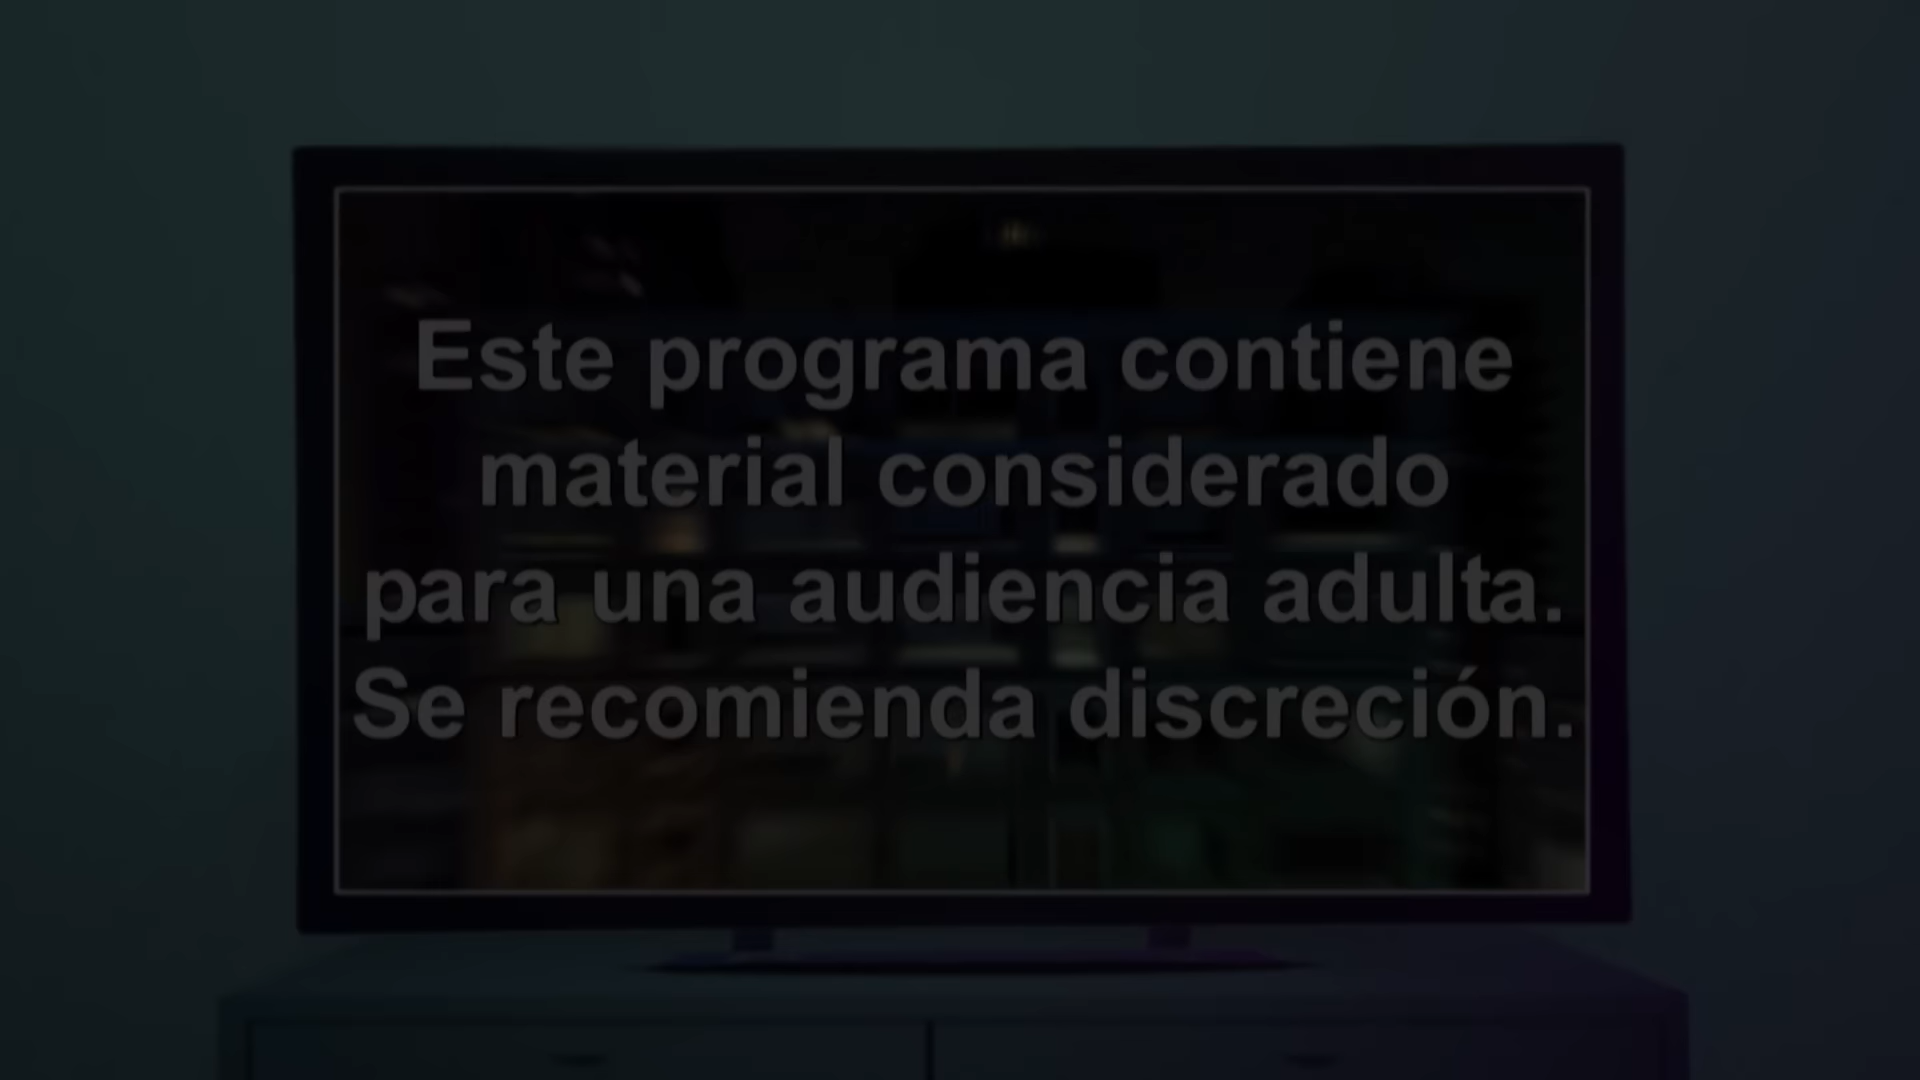 Este programa contiene
material considerado
para una audiencia adulta.
Se recomienda discreción.